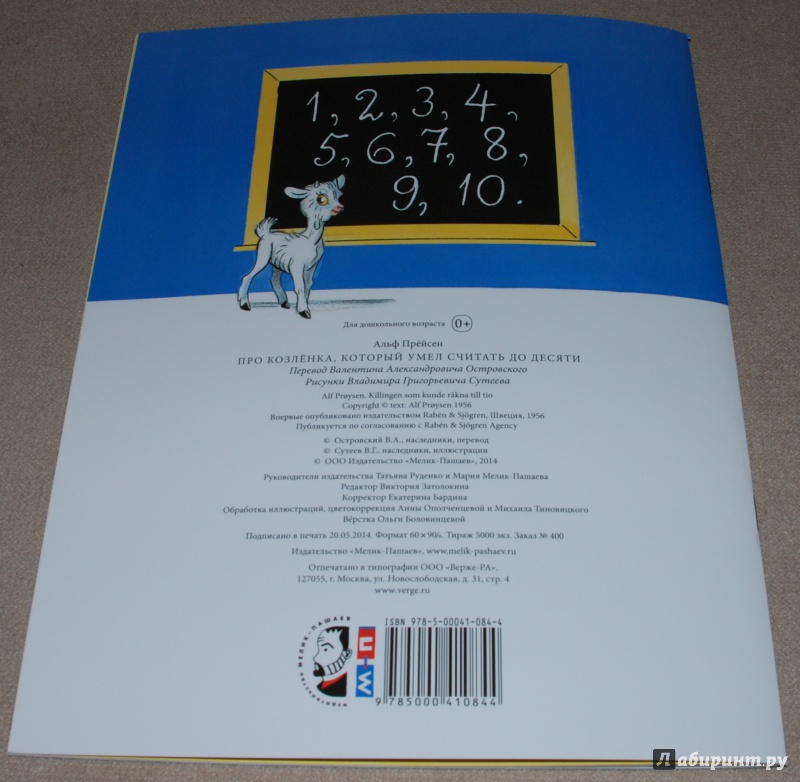 1, 2, 3, 4,
5, 6, 7, 8,
9, 10.
Для дошкольного возраста 0+
Альф Прёйсен
ПРО КОЗЛЁНКА, КОТОРЫЙ УМЕЛ СЧИТАТЬ ДО ДЕСЯТИ
Перевод Валентина Александровича Островского
Рисунки Владимира Григорьевича Сутеева
Alf Prøysen. Killingen som kunde räkna till tio
Copyright © text: Alf Prøysen 1956
Впервые опубликовано издательством Rabén & Sjögren, Швеция, 1956
Публикуется по согласованию с Rabén & Sjögren Agency
© Островский В.А., наследники, перевод
© Сутеев В.Г., наследники, иллюстрации
© ООО Издательство «Мелик-Пашаев», 2014
Руководители издательства Татьяна Руденко и Мария Мелик-Пашаева
Редактор Виктория Затолокина
Корректор Екатерина Бардина
Обработка иллюстраций, цветокоррекция Анны Ополченцевой и Михаила Тиновицкого
Вёрстка Ольги Боловинцевой
Подписано в печать 20.05.2014. Формат 60 × 90⅛. Тираж 5000 экз. Заказ № 400
Издательство «Мелик-Пашаев», www.melik-pashaev.ru
Отпечатано в типографии ООО «Верже-РА».
127055, г. Москва, ул. Новослободская, д. 31, стр. 4
www.verge.ru
ИЗДАТЕЛЬСТВО МЕЛИК-ПАШАЕВ
ISBN 978-5-00041-084-4
9 785000 410844
Лабиринт.ру